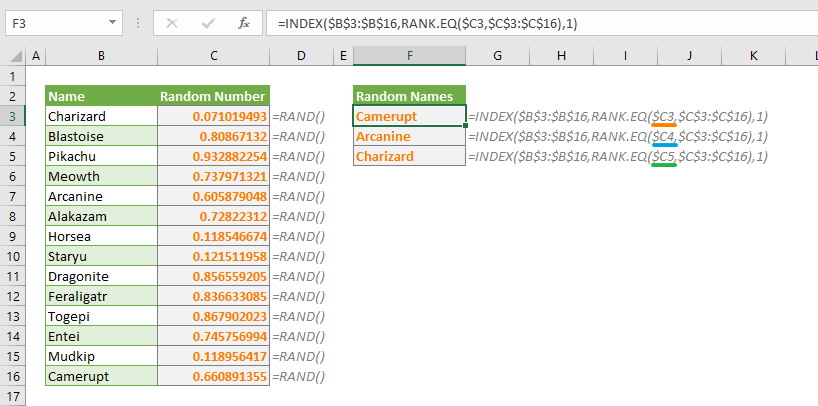 F3 fx =INDEX($B$3:$B$16,RANK.EQ($C3,$C$3:$C$16),1)
A B C D E F G H I J K L
1
2 Name Random Number Random Names
3 Charizard 0.071019493 =RAND() Camerupt =INDEX($B$3:$B$16,RANK.EQ($C3,$C$3:$C$16),1)
4 Blastoise 0.80867132 =RAND() Arcanine =INDEX($B$3:$B$16,RANK.EQ($C4,$C$3:$C$16),1)
5 Pikachu 0.932882254 =RAND() Charizard =INDEX($B$3:$B$16,RANK.EQ($C5,$C$3:$C$16),1)
6 Meowth 0.737971321 =RAND()
7 Arcanine 0.605879048 =RAND()
8 Alakazam 0.72822312 =RAND()
9 Horsea 0.118546674 =RAND()
10 Staryu 0.121511958 =RAND()
11 Dragonite 0.856559205 =RAND()
12 Feraligatr 0.836633085 =RAND()
13 Togepi 0.867902023 =RAND()
14 Entei 0.745756994 =RAND()
15 Mudkip 0.118956417 =RAND()
16 Camerupt 0.660891355 =RAND()
17